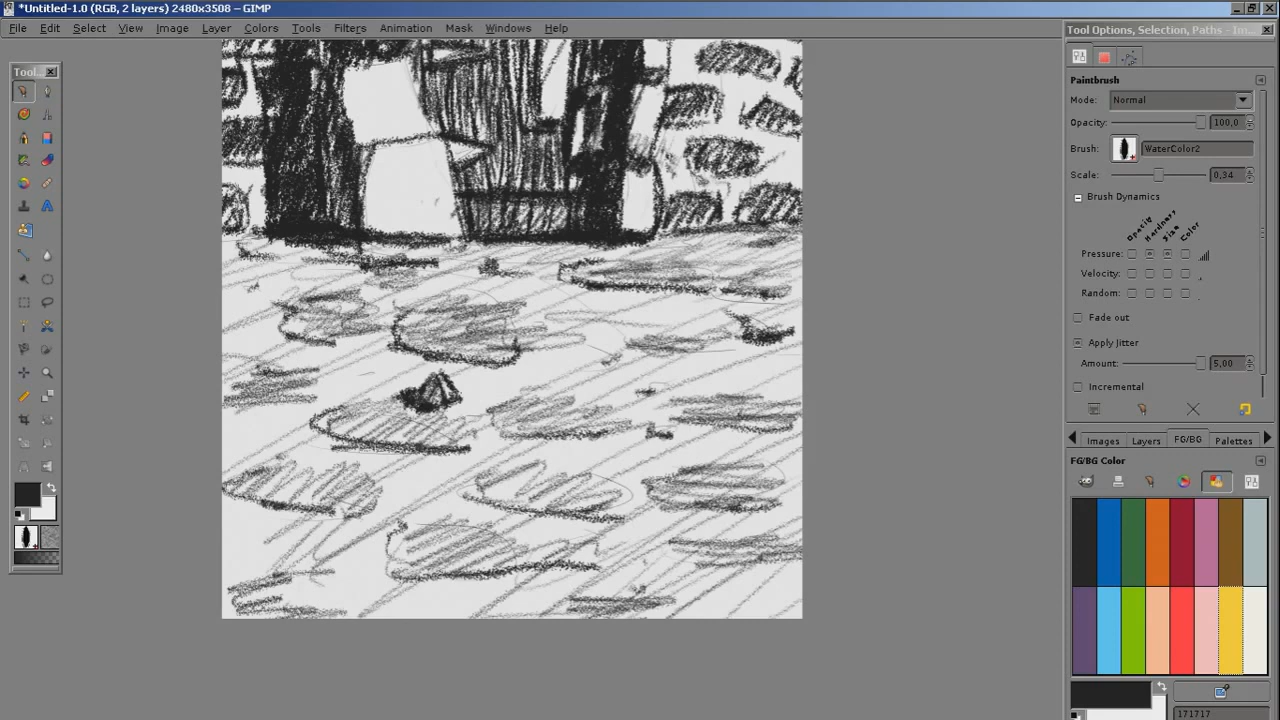 *Untitled-1.0 (RGB, 2 layers) 2480x3508 – GIMP
File Edit Select View Image Layer Colors Tools Filters Animation Mask Windows Help
Tool...
Tool Options, Selection, Paths - Im...
Paintbrush
Mode: Normal
Opacity: 100,0
Brush: WaterColor2
Scale: 0,34
Brush Dynamics
Opacity Hardness Size Color
Pressure:
Velocity:
Random:
Fade out
Apply Jitter
Amount: 5,00
Incremental
Images Layers FG/BG Palettes
FG/BG Color
171717